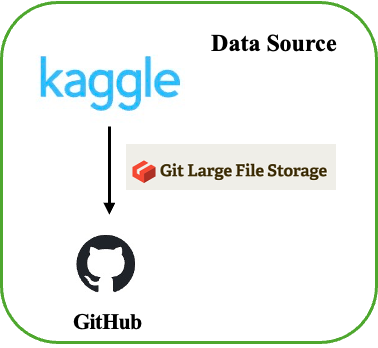 Data Source
kaggle
Git Large File Storage
GitHub